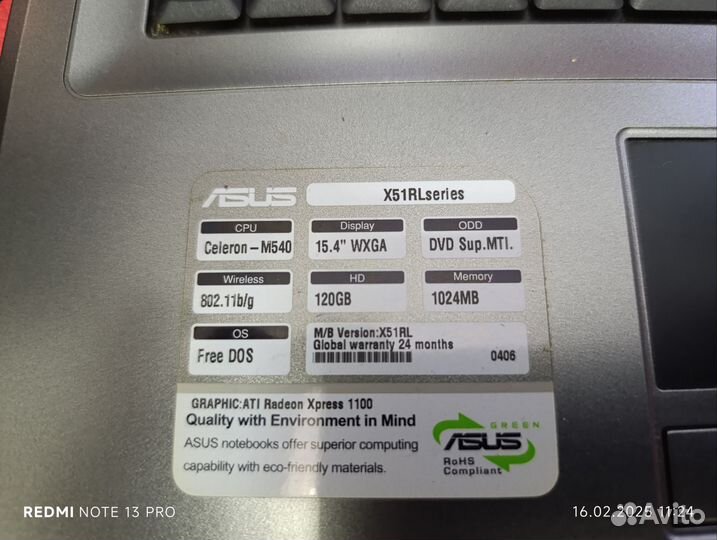 ASUS X51RLseries
CPU Display ODD
Celeron-M540 15.4" WXGA DVD Sup.MTI.
Wireless HD Memory
802.11b/g 120GB 1024MB
OS
Free DOS
M/B Version:X51RL
Global warranty 24 months
0406
GRAPHIC:ATI Radeon Xpress 1100
Quality with Environment in Mind
ASUS notebooks offer superior computing
capability with eco-friendly materials.
GREEN
ASUS
RoHS
Compliant
REDMI NOTE 13 PRO
16.02.2025 11:24
Avito